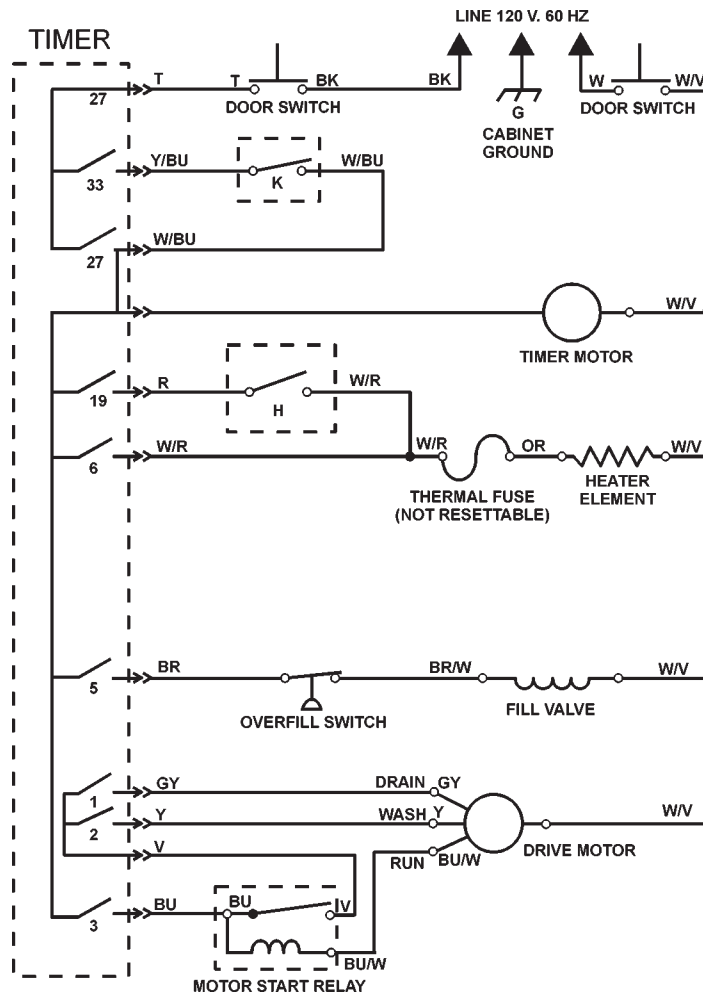 LINE 120 V. 60 HZ
TIMER
T T BK BK W W/V
27
DOOR SWITCH
G
DOOR SWITCH
CABINET
GROUND
Y/BU W/BU
33 K
W/BU
27
W/V
TIMER MOTOR
R W/R
19 H
W/R W/R OR W/V
6
THERMAL FUSE
(NOT RESETTABLE)
HEATER
ELEMENT
BR BR/W W/V
5
OVERFILL SWITCH
FILL VALVE
GY DRAIN GY
1
Y WASH Y W/V
2
V RUN BU/W DRIVE MOTOR
BU BU V
3
BU/W
MOTOR START RELAY